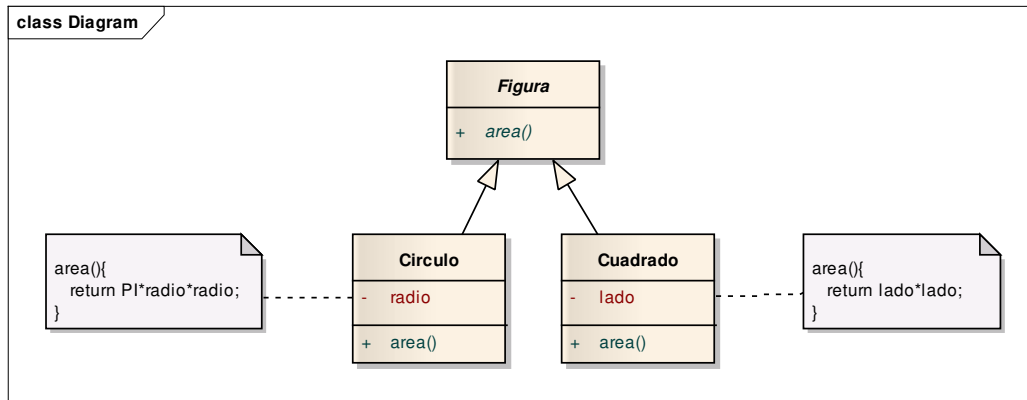 class Diagram
Figura
+ area()
area(){
return PI*radio*radio;
}
Circulo
- radio
+ area()
Cuadrado
- lado
+ area()
area(){
return lado*lado;
}